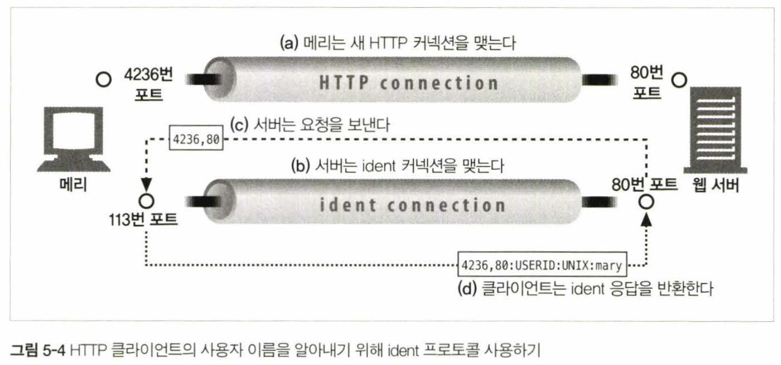 (a) 메리는 새 HTTP 커넥션을 맺는다
4236번
포트
HTTP connection
80번
포트
(c) 서버는 요청을 보낸다
4236,80
메리
(b) 서버는 ident 커넥션을 맺는다
80번 포트
웹 서버
113번 포트
ident connection
4236,80:USERID:UNIX:mary
(d) 클라이언트는 ident 응답을 반환한다
그림 5-4 HTTP 클라이언트의 사용자 이름을 알아내기 위해 ident 프로토콜 사용하기